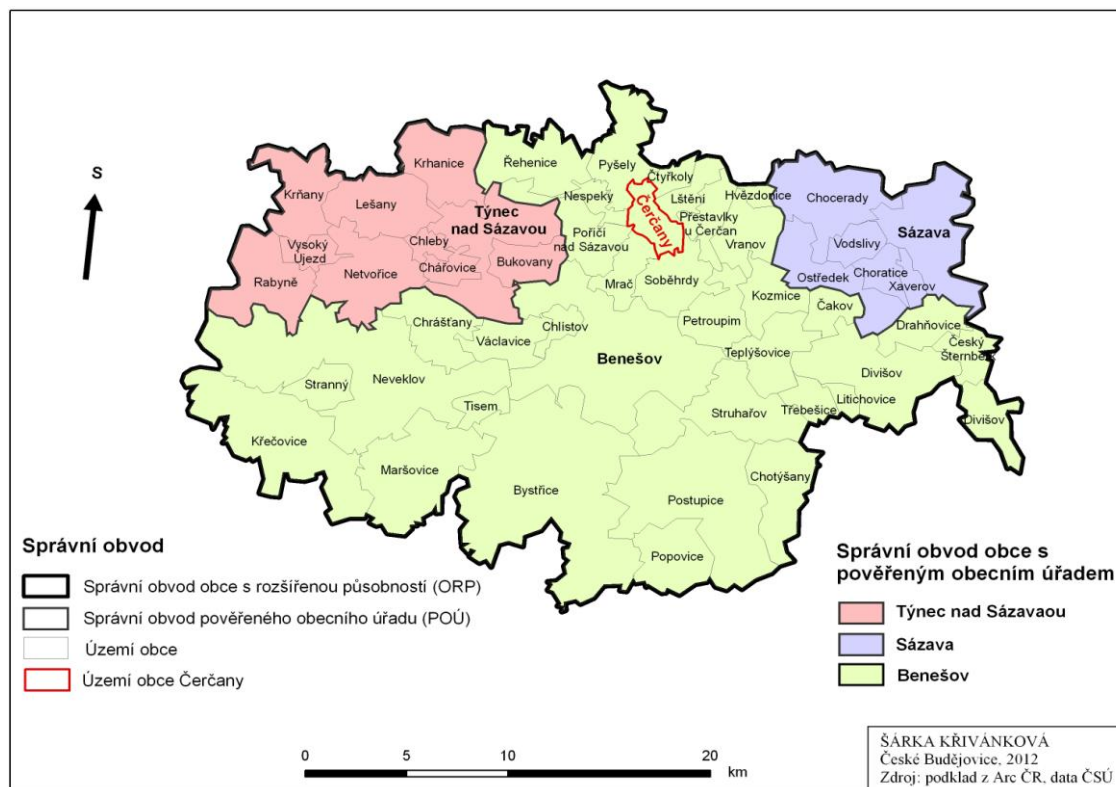 S
Krhanice
Řehenice
Pyšely
Čtyřkoly
Krňany
Lešany
Nespeky
Lštění
Hvězdonice
Chocerady
Týnec
nad Sázavou
Čerčany
Přestavlky
u Čerčan
Sázava
Vysoký
Újezd
Chleby
Poříčí
nad Sázavou
Vranov
Vodslivy
Rabyně
Netvořice
Chářovice
Bukovany
Mrač
Soběhrdy
Ostředek
Choratice
Xaverov
Kozmice
Čakov
Chrášťany
Chlístov
Petroupim
Drahňovice
Václavice
Benešov
Teplýšovice
Český
Šternberk
Stranný
Neveklov
Divišov
Tisem
Struhařov
Třebešice
Litichovice
Divišov
Křečovice
Maršovice
Bystřice
Postupice
Chotýšany
Popovice
Správní obvod
Správní obvod obce s rozšířenou působností (ORP)
Správní obvod pověřeného obecního úřadu (POÚ)
Území obce
Území obce Čerčany
Správní obvod obce s
pověřeným obecním úřadem
Týnec nad Sázavaou
Sázava
Benešov
0 5 10 20
km
ŠÁRKA KŘIVÁNKOVÁ
České Budějovice, 2012
Zdroj: podklad z Arc ČR, data ČSÚ